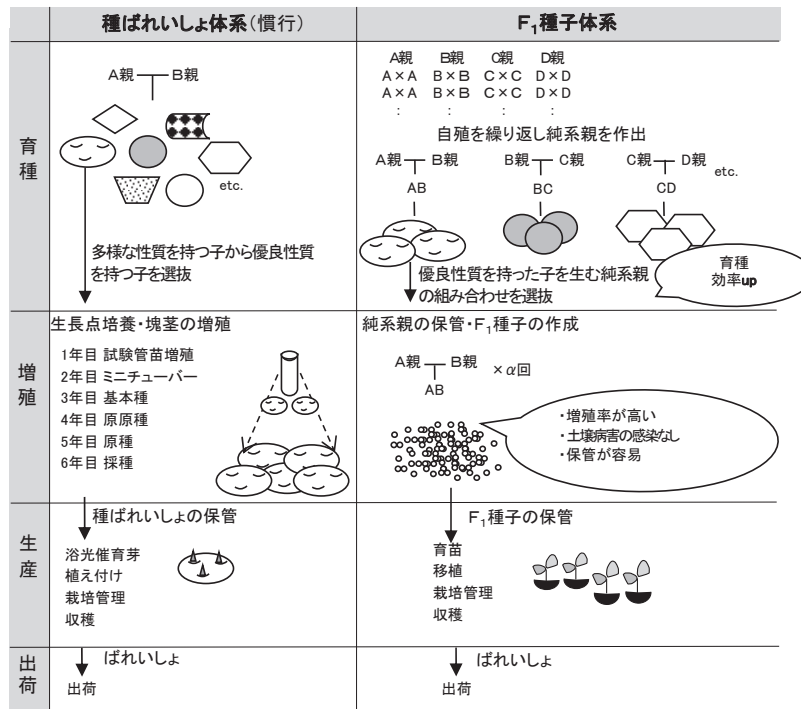 種ばれいしょ体系(慣行)
F₁種子体系
育種
A親 B親
etc.
多様な性質を持つ子から優良性質
を持つ子を選抜
A親 B親 C親 D親
A×A B×B C×C D×D
A×A B×B C×C D×D
: : : :
自殖を繰り返し純系親を作出
A親 B親 B親 C親 C親 D親
etc.
AB BC CD
優良性質を持った子を生む純系親
の組み合わせを選抜
育種
効率up
増殖
生長点培養・塊茎の増殖
1年目 試験管苗増殖
2年目 ミニチューバー
3年目 基本種
4年目 原原種
5年目 原種
6年目 採種
純系親の保管・F₁種子の作成
A親 B親 ×α回
AB
・増殖率が高い
・土壌病害の感染なし
・保管が容易
生産
種ばれいしょの保管
浴光催育芽
植え付け
栽培管理
収穫
F₁種子の保管
育苗
移植
栽培管理
収穫
出荷
ばれいしょ
出荷
ばれいしょ
出荷